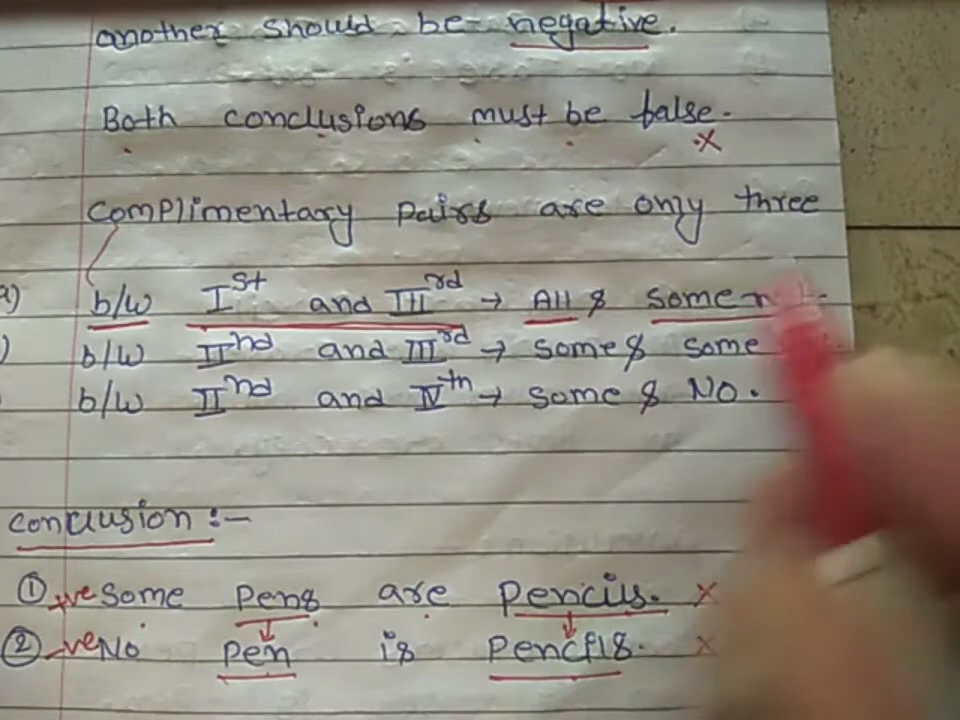 another should be negative.
Both conclusions must be false.
x
Complimentary pairs are only three
a) b/w Ist and IIIrd → All & some
) b/w IInd and IIIrd → some & some
b/w IInd and IVth → some & No.
Conclusion :-
① +ve Some Pens are Pencils. x
② -ve No Pen is Pencils. x